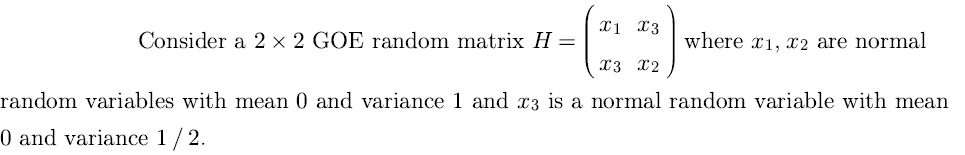 Consider a 2 × 2 GOE random matrix H = \begin{pmatrix} x_1 & x_3 \\ x_3 & x_2 \end{pmatrix} where x_1, x_2 are normal
random variables with mean 0 and variance 1 and x_3 is a normal random variable with mean
0 and variance 1 / 2.